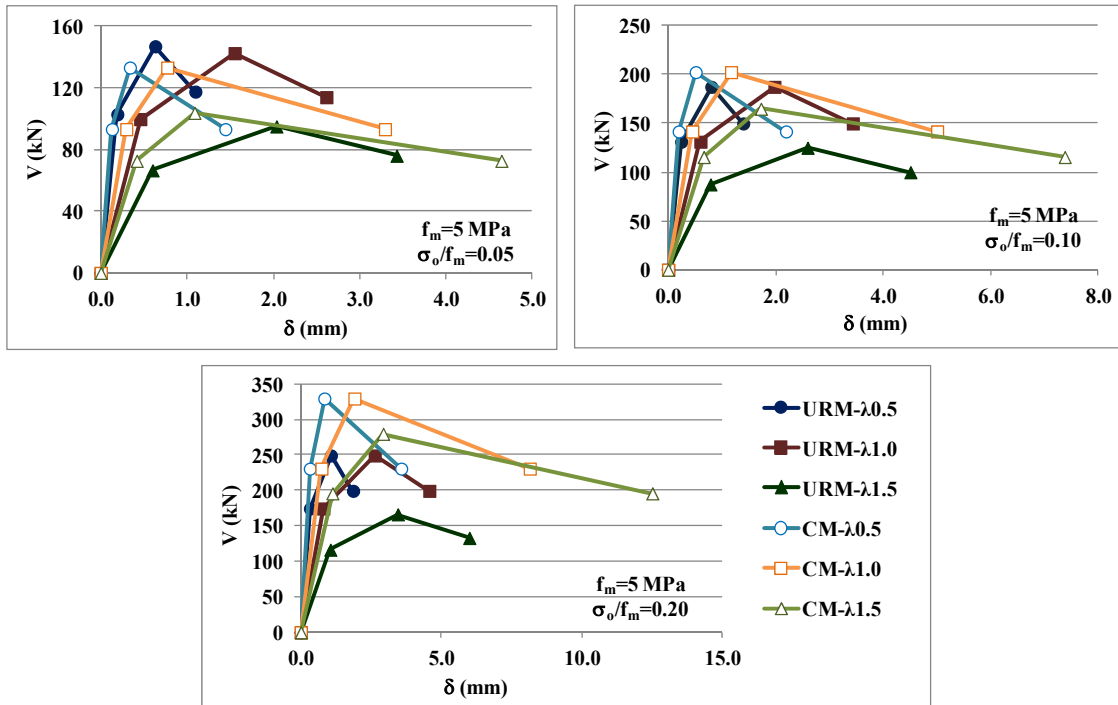 160
120
80
40
0
V (kN)
0.0 1.0 2.0 3.0 4.0 5.0
δ (mm)
fm=5 MPa
σo/fm=0.05
250
200
150
100
50
0
V (kN)
0.0 2.0 4.0 6.0 8.0
δ (mm)
fm=5 MPa
σo/fm=0.10
350
300
250
200
150
100
50
0
V (kN)
0.0 5.0 10.0 15.0
δ (mm)
fm=5 MPa
σo/fm=0.20
URM-λ0.5
URM-λ1.0
URM-λ1.5
CM-λ0.5
CM-λ1.0
CM-λ1.5